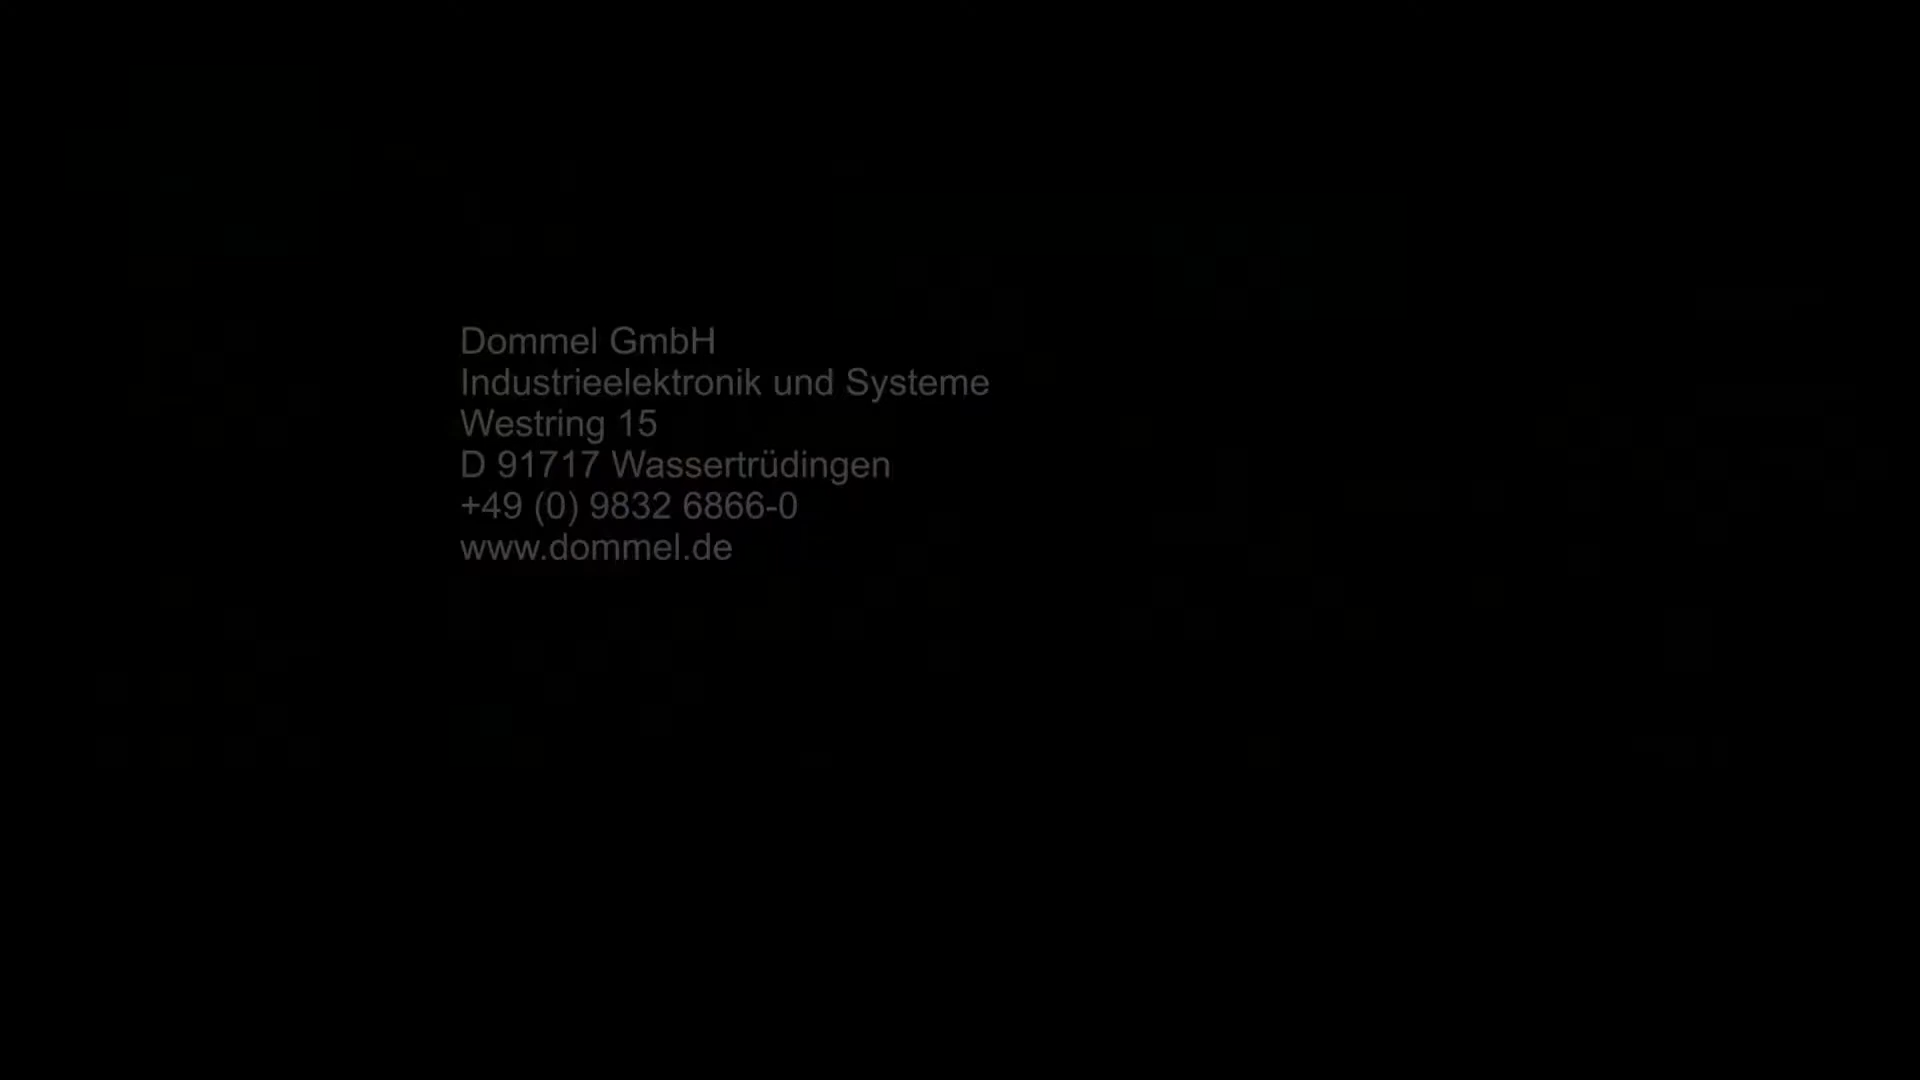 Dommel GmbH
Industrieelektronik und Systeme
Westring 15
D 91717 Wassertrüdingen
+49 (0) 9832 6866-0
www.dommel.de